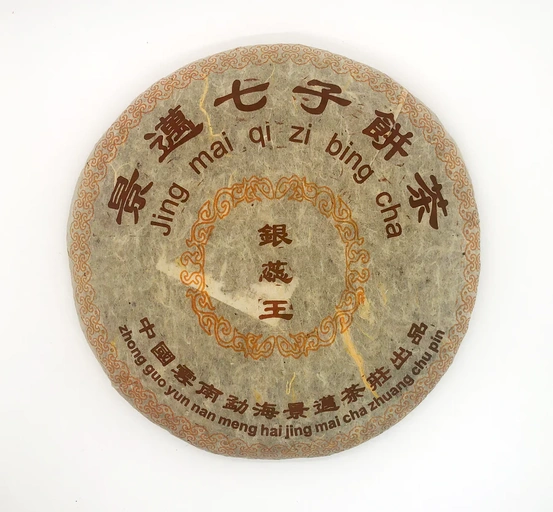 景邁七子餅茶
jing mai qi zi bing cha
銀
毫
王
中國雲南勐海景邁茶莊出品
zhong guo yun nan meng hai jing mai cha zhuang chu pin